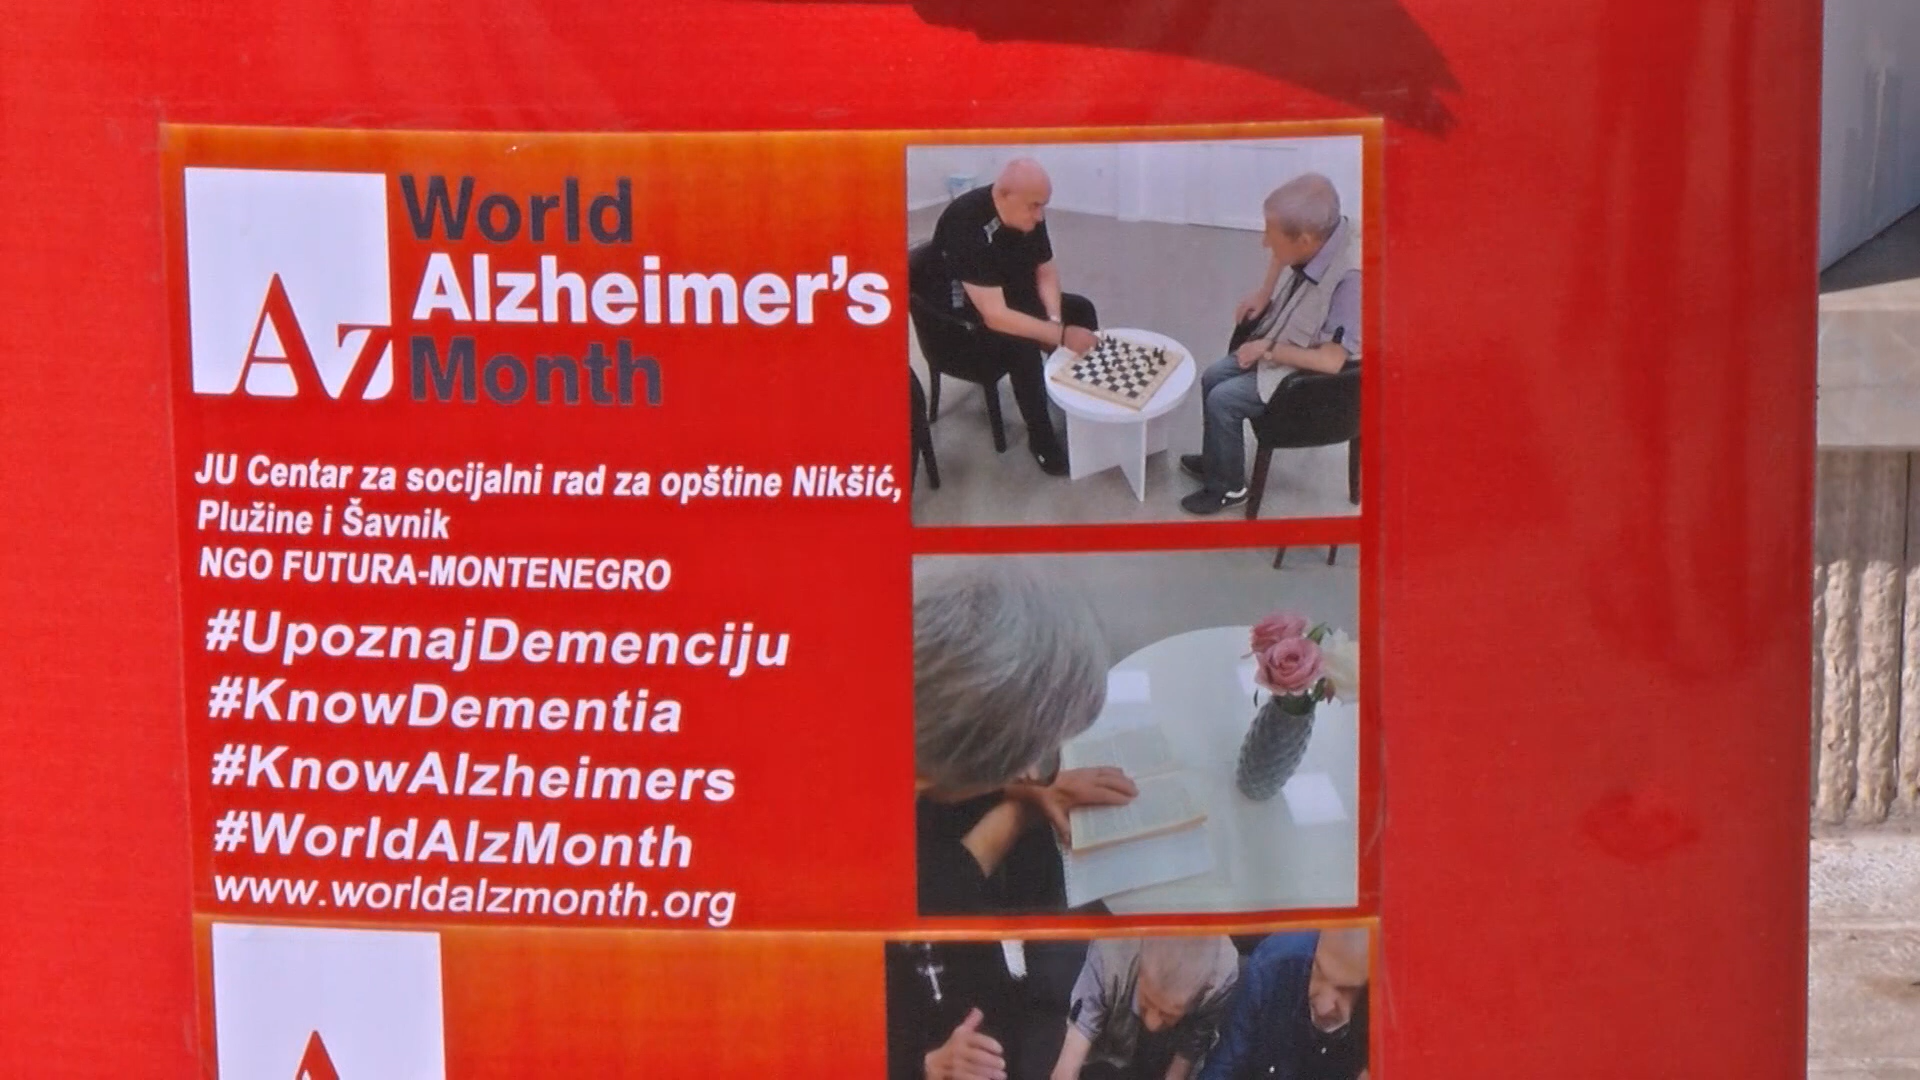 Az
World
Alzheimer's
Month
JU Centar za socijalni rad za opštine Nikšić,
Plužine i Šavnik
NGO FUTURA-MONTENEGRO
#UpoznajDemenciju
#KnowDementia
#KnowAlzheimers
#WorldAlzMonth
www.worldalzmonth.org